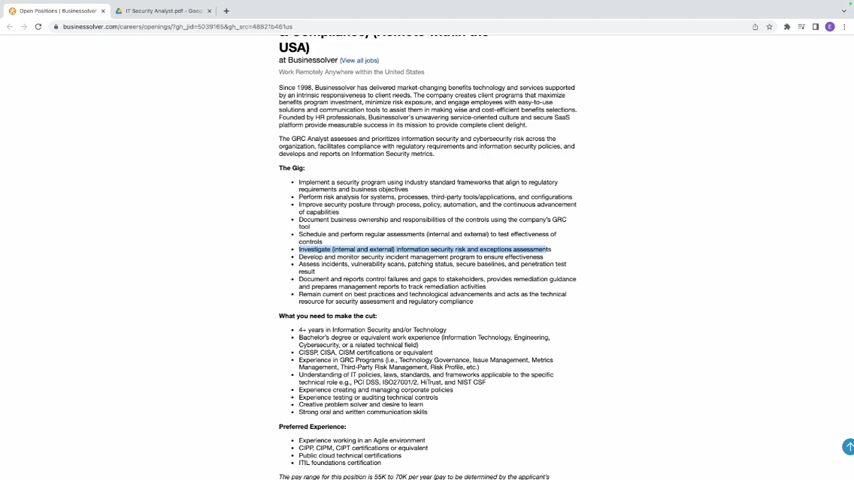 Open Positions | Businessolver
IT Security Analyst.pdf - Goog
businessolver.com/careers/openings/?gh_jid=5039165&gh_src=48821b461us
E
USA)
at Businessolver (View all jobs)
Work Remotely Anywhere within the United States
Since 1998, Businessolver has delivered market-changing benefits technology and services supported
by an intrinsic responsiveness to client needs. The company creates client programs that maximize
benefits program investment, minimize risk exposure, and engage employees with easy-to-use
solutions and communication tools to assist them in making wise and cost-efficient benefits selections.
Founded by HR professionals, Businessolver's unwavering service-oriented culture and secure SaaS
platform provide measurable success in its mission to provide complete client delight.
The GRC Analyst assesses and prioritizes information security and cybersecurity risk across the
organization, facilitates compliance with regulatory requirements and information security policies, and
develops and reports on Information Security metrics.
The Gig:
• Implement a security program using industry standard frameworks that align to regulatory
requirements and business objectives
• Perform risk analysis for systems, processes, third-party tools/applications, and configurations
• Improve security posture through process, policy, automation, and the continuous advancement
of capabilities
• Document business ownership and responsibilities of the controls using the company's GRC
tool
• Schedule and perform regular assessments (internal and external) to test effectiveness of
controls
• Investigate (internal and external) information security risk and exceptions assessments
• Develop and monitor security incident management program to ensure effectiveness
• Assess incidents, vulnerability scans, patching status, secure baselines, and penetration test
result
• Document and reports control failures and gaps to stakeholders, provides remediation guidance
and prepares management reports to track remediation activities
• Remain current on best practices and technological advancements and acts as the technical
resource for security assessment and regulatory compliance
What you need to make the cut:
• 4+ years in Information Security and/or Technology
• Bachelor's degree or equivalent work experience (Information Technology, Engineering,
Cybersecurity, or a related technical field)
• CISSP, CISA, CISM certifications or equivalent
• Experience in GRC Programs (i.e., Technology Governance, Issue Management, Metrics
Management, Third-Party Risk Management, Risk Profile, etc.)
• Understanding of IT policies, laws, standards, and frameworks applicable to the specific
technical role e.g., PCI DSS, ISO27001/2, HiTrust, and NIST CSF
• Experience creating and managing corporate policies
• Experience testing or auditing technical controls
• Creative problem solver and desire to learn
• Strong oral and written communication skills
Preferred Experience:
• Experience working in an Agile environment
• CIPP, CIPM, CIPT certifications or equivalent
• Public cloud technical certifications
• ITIL foundations certification
The pay range for this position is 55K to 70K per year (pay to be determined by the applicant's